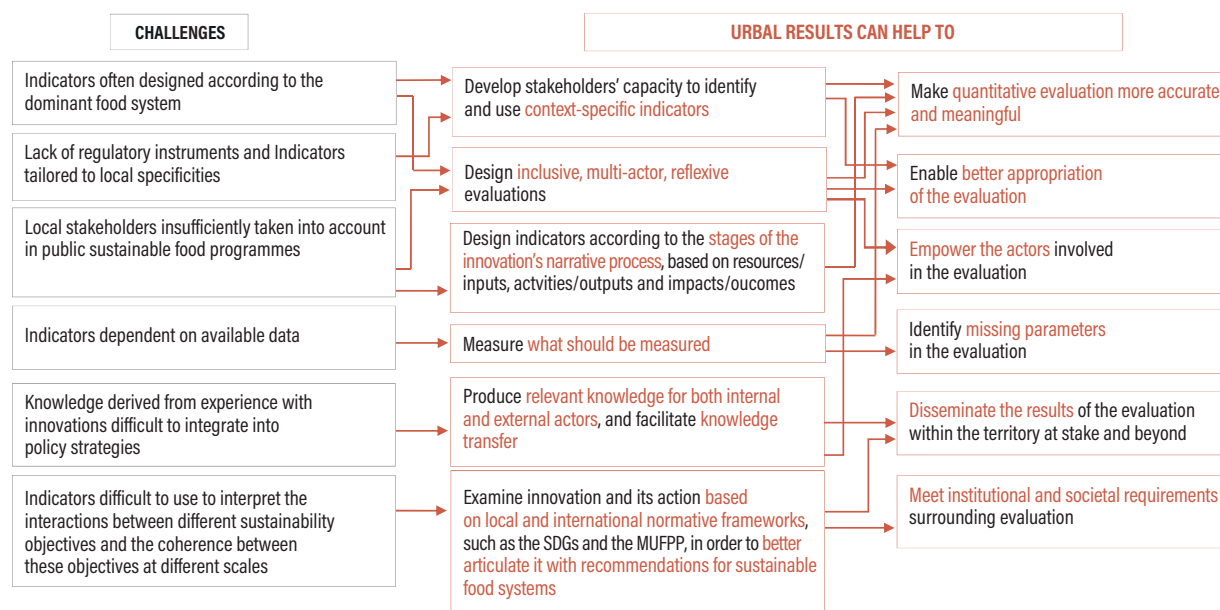 CHALLENGES
URBAL RESULTS CAN HELP TO
Indicators often designed according to the
dominant food system
Lack of regulatory instruments and Indicators
tailored to local specificities
Local stakeholders insufficiently taken into account
in public sustainable food programmes
Indicators dependent on available data
Knowledge derived from experience with
innovations difficult to integrate into
policy strategies
Indicators difficult to use to interpret the
interactions between different sustainability
objectives and the coherence between
these objectives at different scales
Develop stakeholders’ capacity to identify
and use context-specific indicators
Design inclusive, multi-actor, reflexive
evaluations
Design indicators according to the stages of the
innovation’s narrative process, based on resources/
inputs, actvities/outputs and impacts/oucomes
Measure what should be measured
Produce relevant knowledge for both internal
and external actors, and facilitate knowledge
transfer
Examine innovation and its action based
on local and international normative frameworks,
such as the SDGs and the MUFPP, in order to better
articulate it with recommendations for sustainable
food systems
Make quantitative evaluation more accurate
and meaningful
Enable better appropriation
of the evaluation
Empower the actors involved
in the evaluation
Identify missing parameters
in the evaluation
Disseminate the results of the evaluation
within the territory at stake and beyond
Meet institutional and societal requirements
surrounding evaluation